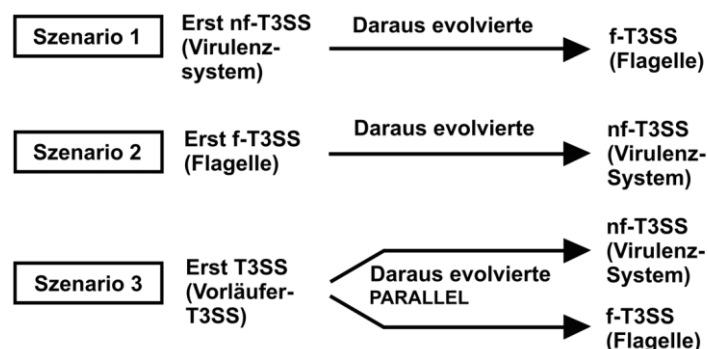 Szenario 1
Erst nf-T3SS
(Virulenz-
system)
Daraus evolvierte
f-T3SS
(Flagelle)
Szenario 2
Erst f-T3SS
(Flagelle)
Daraus evolvierte
nf-T3SS
(Virulenz-
System)
Szenario 3
Erst T3SS
(Vorläufer-
T3SS)
Daraus evolvierte
PARALLEL
nf-T3SS
(Virulenz-
System)
f-T3SS
(Flagelle)